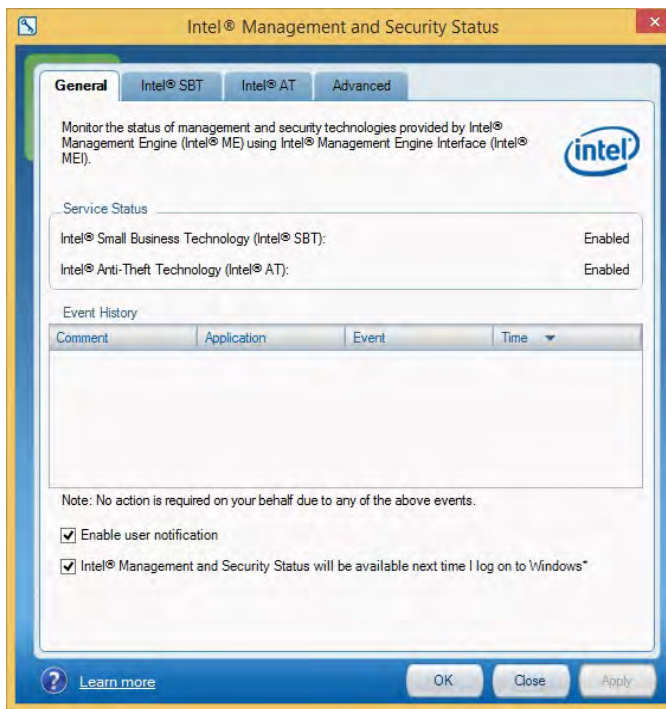 Intel® Management and Security Status
General
Intel® SBT
Intel® AT
Advanced
Monitor the status of management and security technologies provided by Intel®
Management Engine (Intel® ME) using Intel® Management Engine Interface (Intel®
MEI).
intel
Service Status
Intel® Small Business Technology (Intel® SBT): Enabled
Intel® Anti-Theft Technology (Intel® AT): Enabled
Event History
Comment Application Event Time
Note: No action is required on your behalf due to any of the above events.
Enable user notification
Intel® Management and Security Status will be available next time I log on to Windows*
? Learn more OK Close Apply